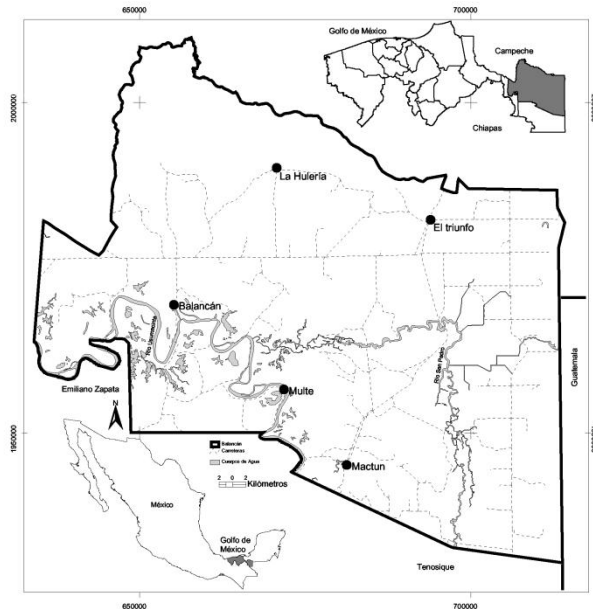 650000
700000
Golfo de México
Campeche
Chiapas
2000000
La Hulería
El triunfo
Balancán
Río Usumacinta
Río San Pedro
Guatemala
Emiliano Zapata
N
Multe
1950000
1950000
Balancán
Carreteras
Cuerpos de Agua
2 0 2
Kilómetros
Mactun
México
Golfo de
México
Tenosique
650000
700000